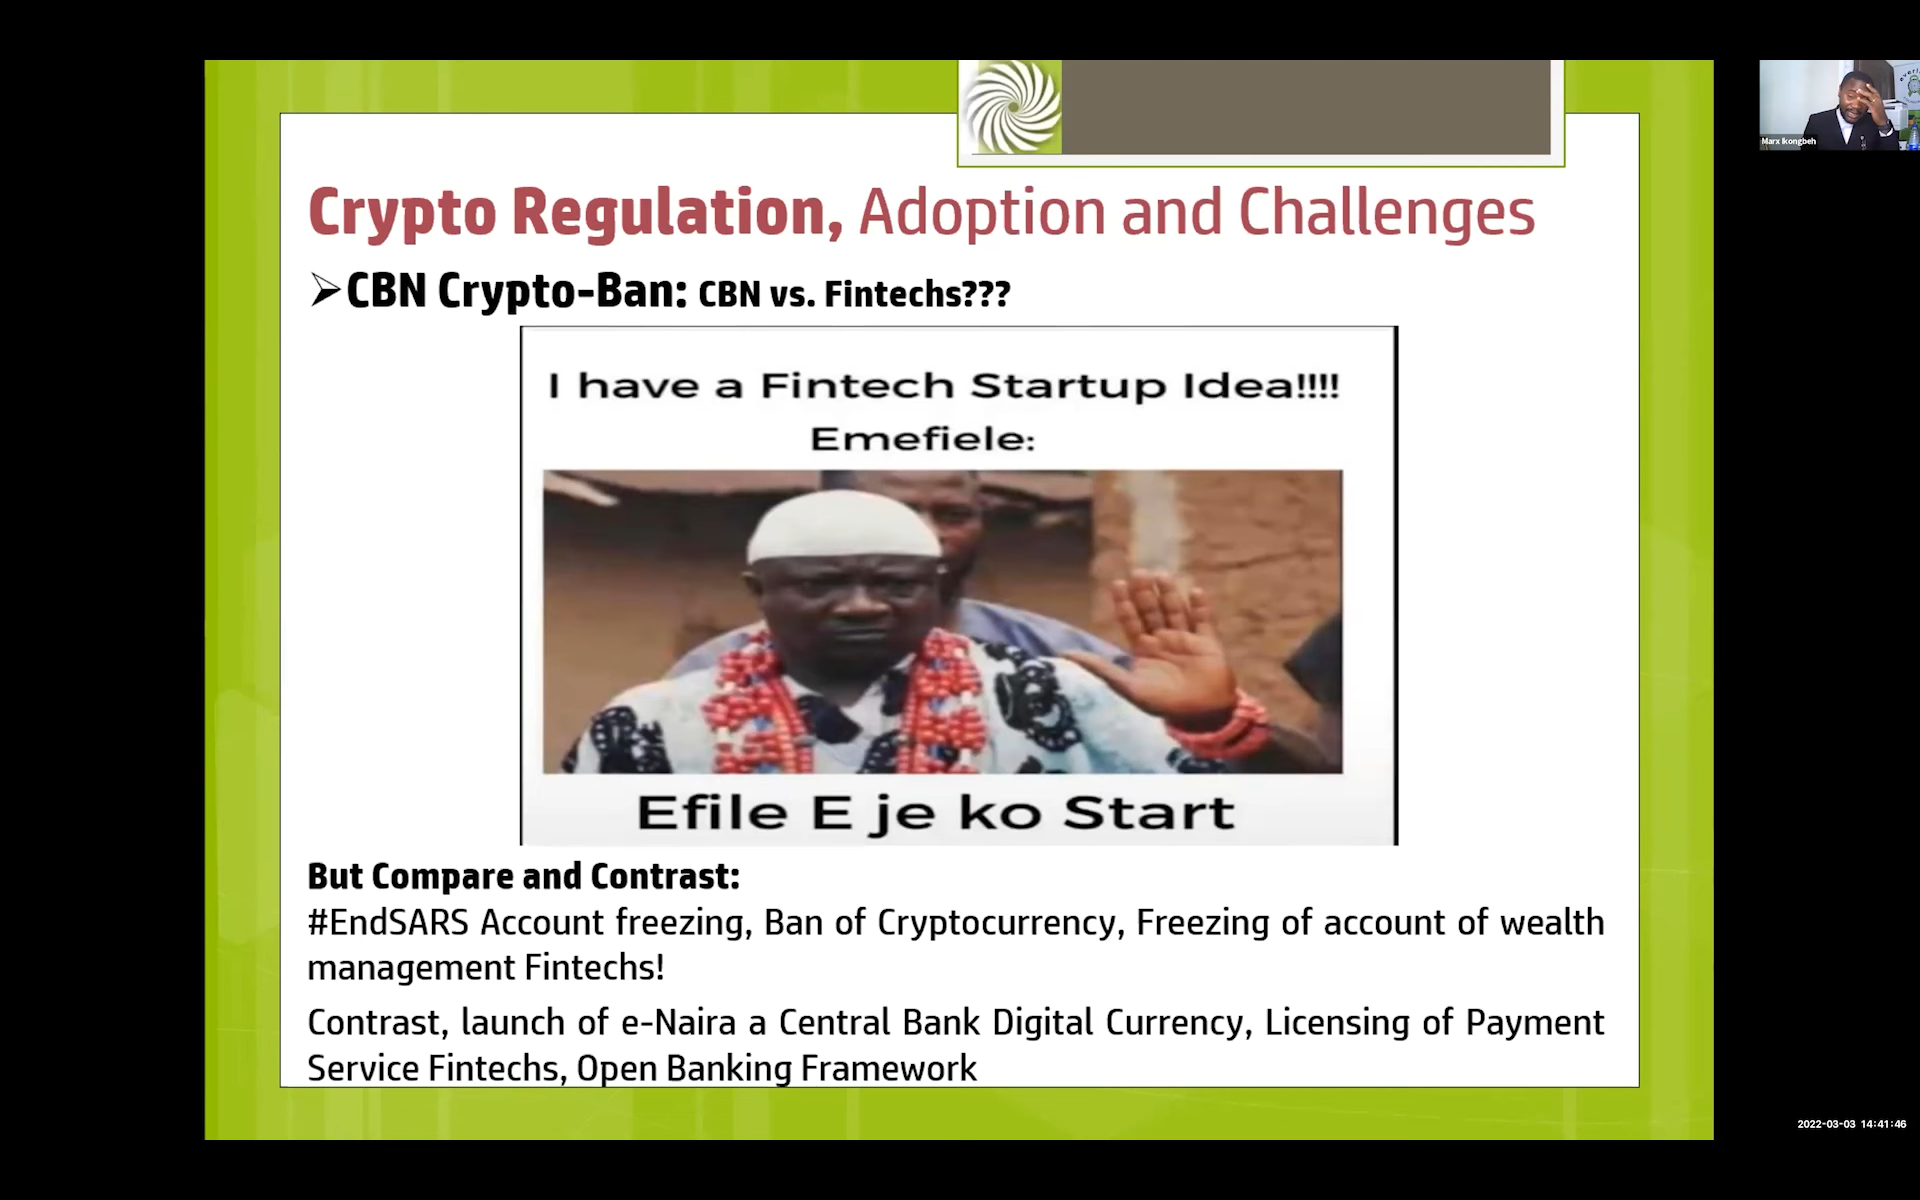 Crypto Regulation, Adoption and Challenges
➢CBN Crypto-Ban: CBN vs. Fintechs???
I have a Fintech Startup Idea!!!!
Emefiele:
Efile E je ko Start
But Compare and Contrast:
#EndSARS Account freezing, Ban of Cryptocurrency, Freezing of account of wealth
management Fintechs!
Contrast, launch of e-Naira a Central Bank Digital Currency, Licensing of Payment
Service Fintechs, Open Banking Framework
Marx Ikongbeh
2022-03-03 14:41:46